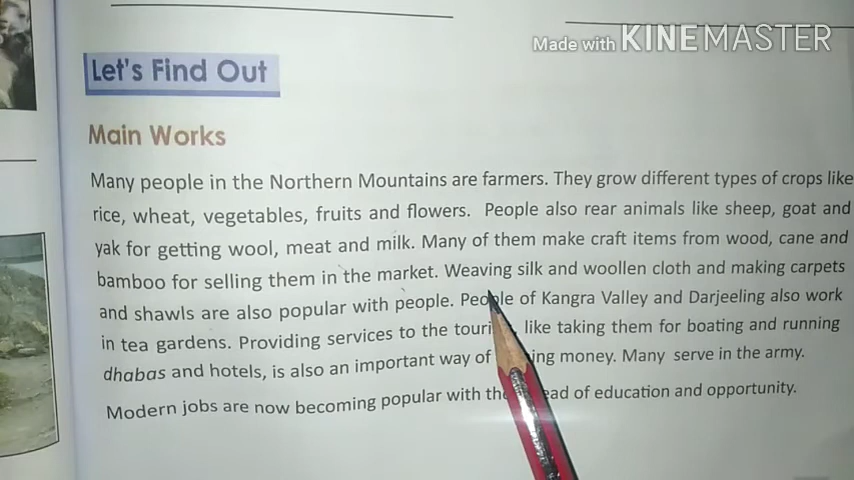 Made with KINEMASTER
Let's Find Out
Main Works
Many people in the Northern Mountains are farmers. They grow different types of crops like
rice, wheat, vegetables, fruits and flowers. People also rear animals like sheep, goat and
yak for getting wool, meat and milk. Many of them make craft items from wood, cane and
bamboo for selling them in the market. Weaving silk and woollen cloth and making carpets
and shawls are also popular with people. People of Kangra Valley and Darjeeling also work
in tea gardens. Providing services to the touri like taking them for boating and running
dhabas and hotels, is also an important way of ing money. Many serve in the army.
Modern jobs are now becoming popular with the ead of education and opportunity.